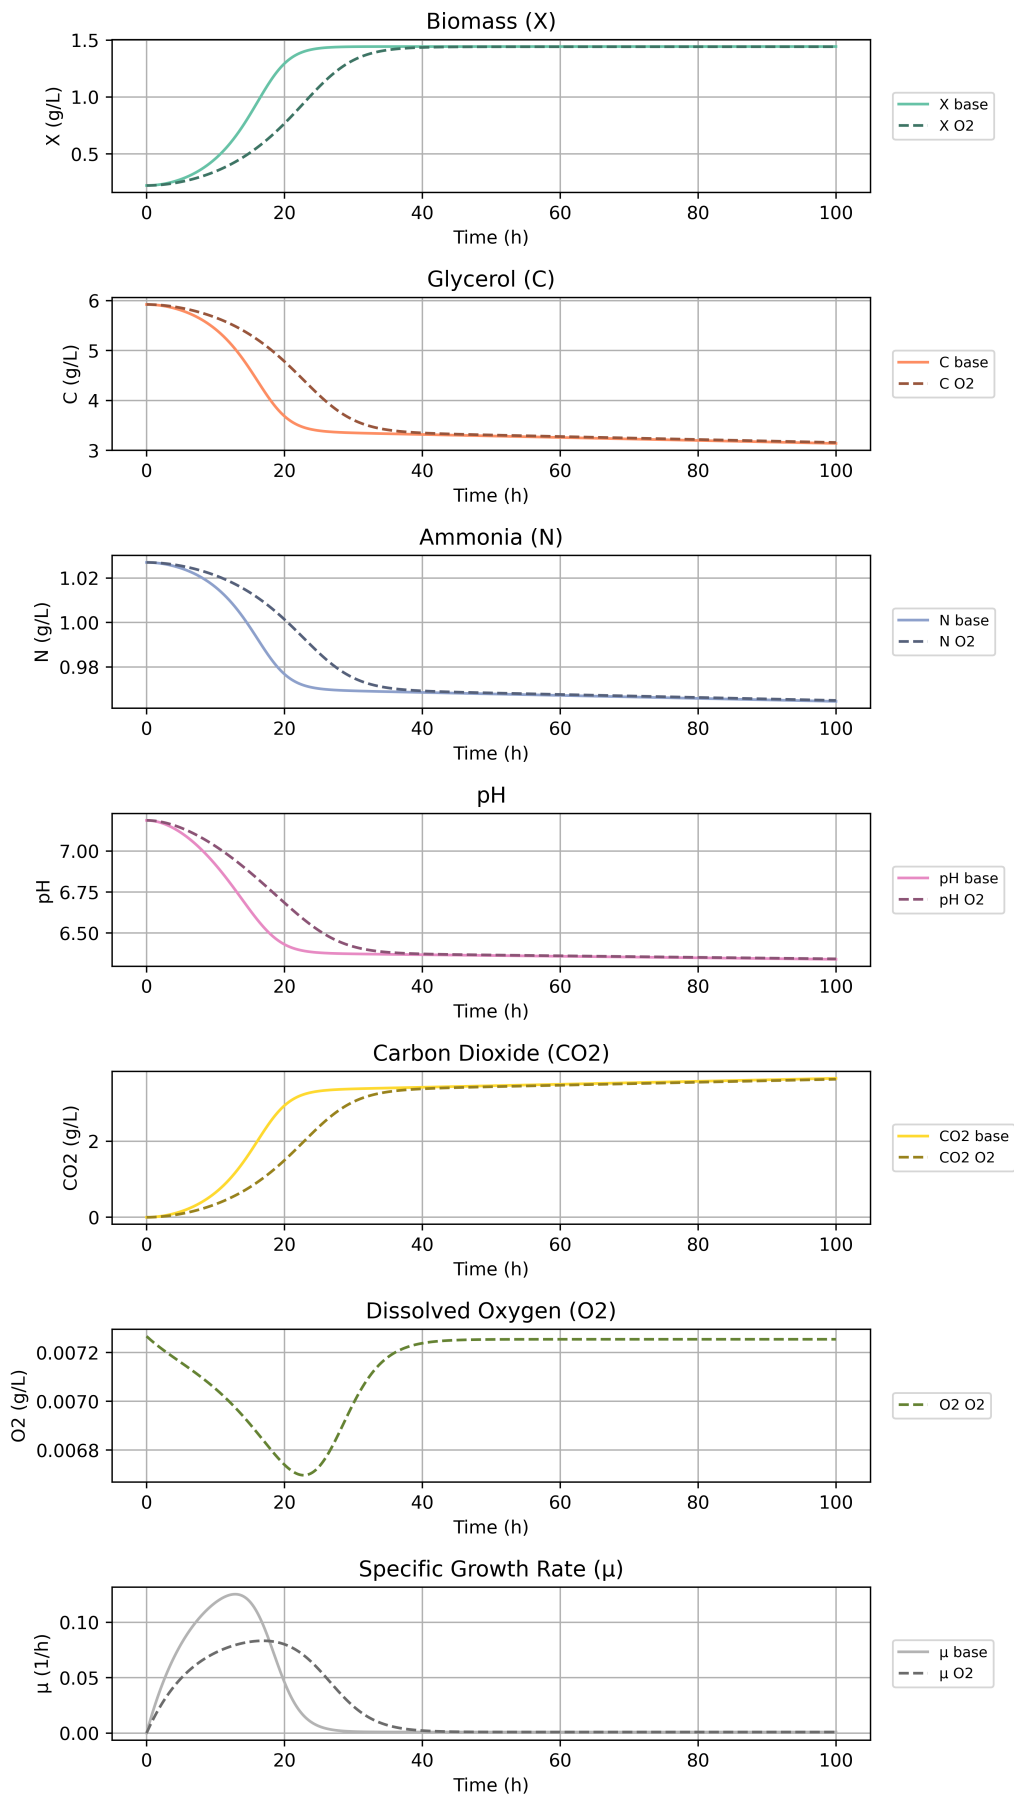 Biomass (X)
1.5
1.0
0.5
X (g/L)
0 20 40 60 80 100
Time (h)
X base
X O2
Glycerol (C)
6
5
4
3
C (g/L)
0 20 40 60 80 100
Time (h)
C base
C O2
Ammonia (N)
1.02
1.00
0.98
N (g/L)
0 20 40 60 80 100
Time (h)
N base
N O2
pH
7.00
6.75
6.50
pH
0 20 40 60 80 100
Time (h)
pH base
pH O2
Carbon Dioxide (CO2)
2
0
CO2 (g/L)
0 20 40 60 80 100
Time (h)
CO2 base
CO2 O2
Dissolved Oxygen (O2)
0.0072
0.0070
0.0068
O2 (g/L)
0 20 40 60 80 100
Time (h)
O2 O2
Specific Growth Rate (μ)
0.10
0.05
0.00
μ (1/h)
0 20 40 60 80 100
Time (h)
μ base
μ O2